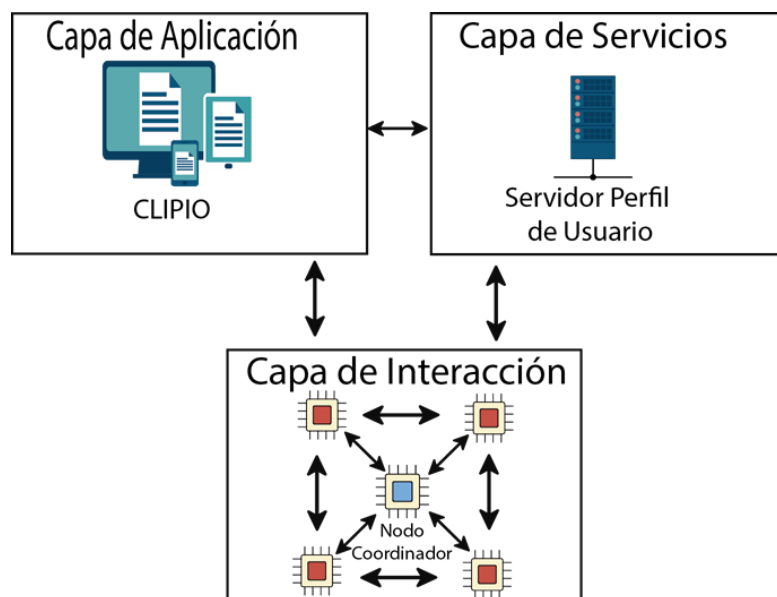 Capa de Aplicación
CLIPIO
Capa de Servicios
Servidor Perfil
de Usuario
Capa de Interacción
Nodo
Coordinador